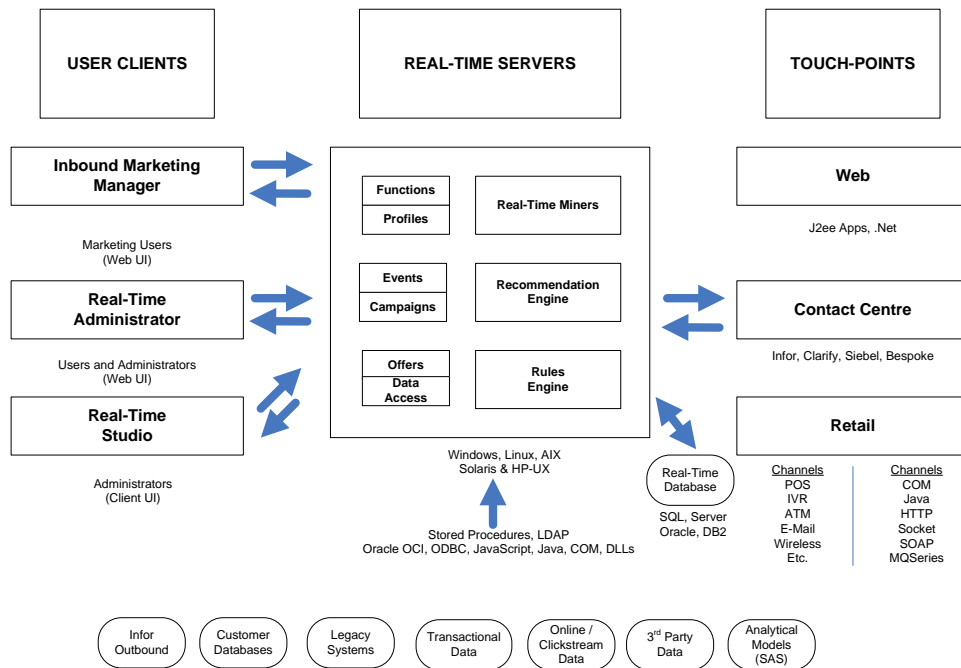 USER CLIENTS
REAL-TIME SERVERS
TOUCH-POINTS
Inbound Marketing
Manager
Marketing Users
(Web UI)
Real-Time
Administrator
Users and Administrators
(Web UI)
Real-Time
Studio
Administrators
(Client UI)
Functions
Profiles
Real-Time Miners
Events
Campaigns
Recommendation
Engine
Offers
Data
Access
Rules
Engine
Windows, Linux, AIX
Solaris & HP-UX
Stored Procedures, LDAP
Oracle OCI, ODBC, JavaScript, Java, COM, DLLs
Real-Time
Database
SQL, Server
Oracle, DB2
Web
J2ee Apps, .Net
Contact Centre
Infor, Clarify, Siebel, Bespoke
Retail
Channels
POS
IVR
ATM
E-Mail
Wireless
Etc.
Channels
COM
Java
HTTP
Socket
SOAP
MQSeries
Infor
Outbound
Customer
Databases
Legacy
Systems
Transactional
Data
Online /
Clickstream
Data
3rd Party
Data
Analytical
Models
(SAS)